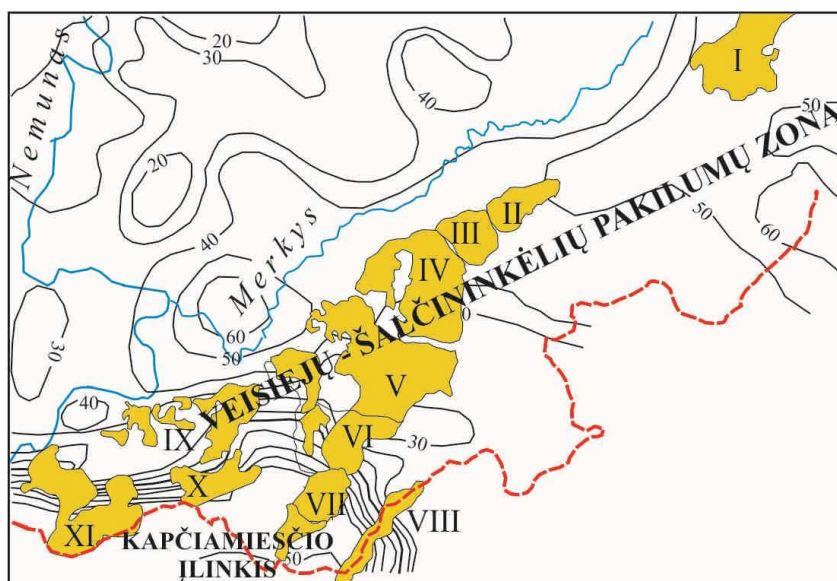 20
30
I
40
50
Nemunas
20
II
III
50
60
40
Merkys
IV
60
50
0
30
VEISIEJŲ - ŠALČININKĖLIŲ PAKILUMŲ ZONA
V
40
IX
VI
30
X
VII
VIII
XI
KAPČIAMIESČIO
ĮLINKIS
50